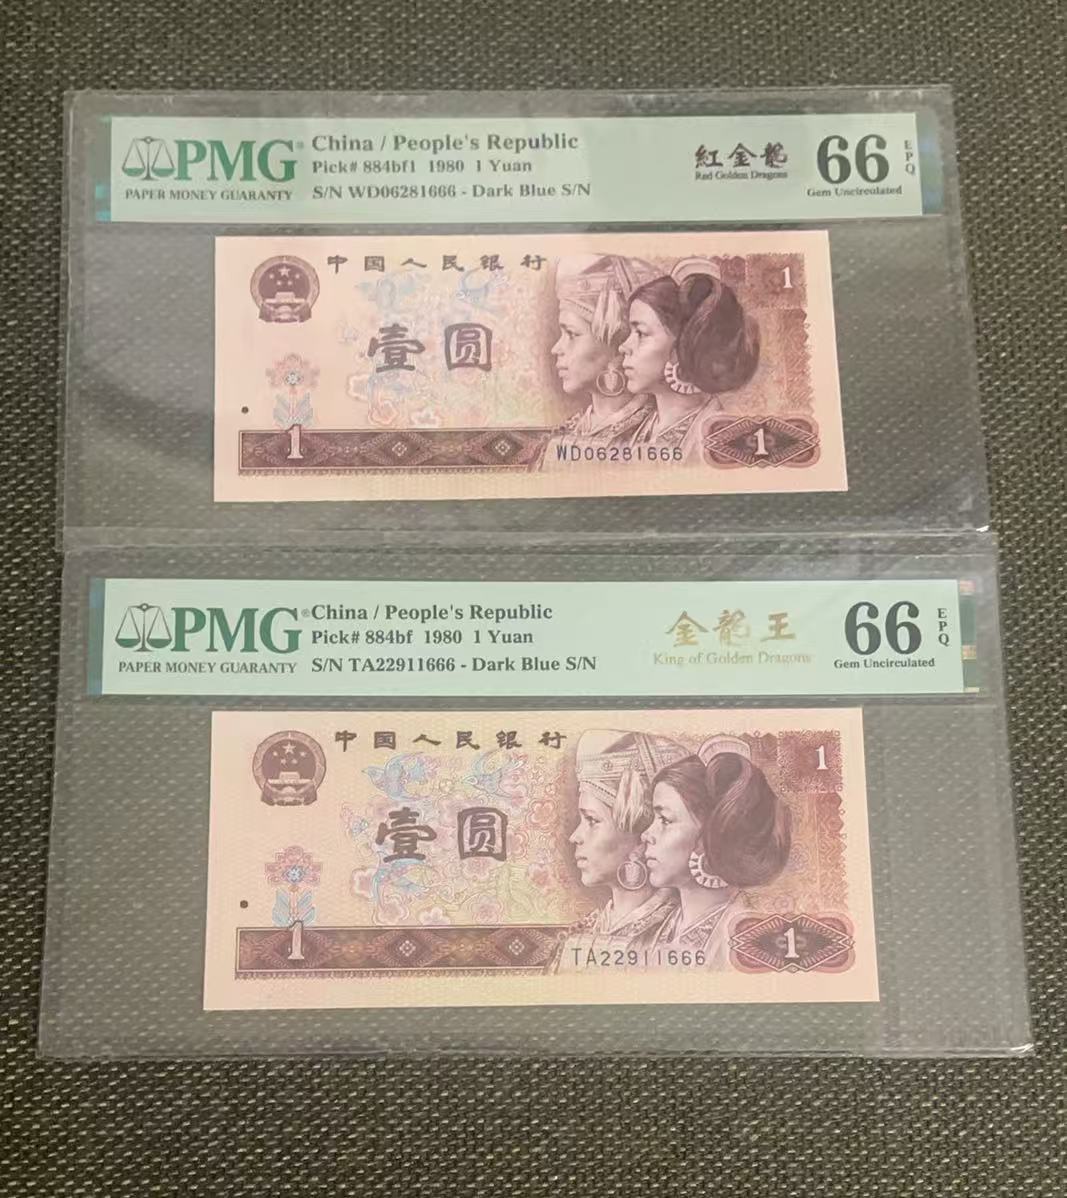 PMG
PAPER MONEY GUARANTY
China / People's Republic
Pick# 884bf1 1980 1 Yuan
S/N WD06281666 - Dark Blue S/N
紅金龍
Red Golden Dragons
66
EPQ
Gem Uncirculated
中国人民银行
1
壹圆
1
WD06281666
1
PMG
PAPER MONEY GUARANTY
China / People's Republic
Pick# 884bf 1980 1 Yuan
S/N TA22911666 - Dark Blue S/N
金龍王
King of Golden Dragons
66
EPQ
Gem Uncirculated
中国人民银行
1
壹圆
1
TA22911666
1